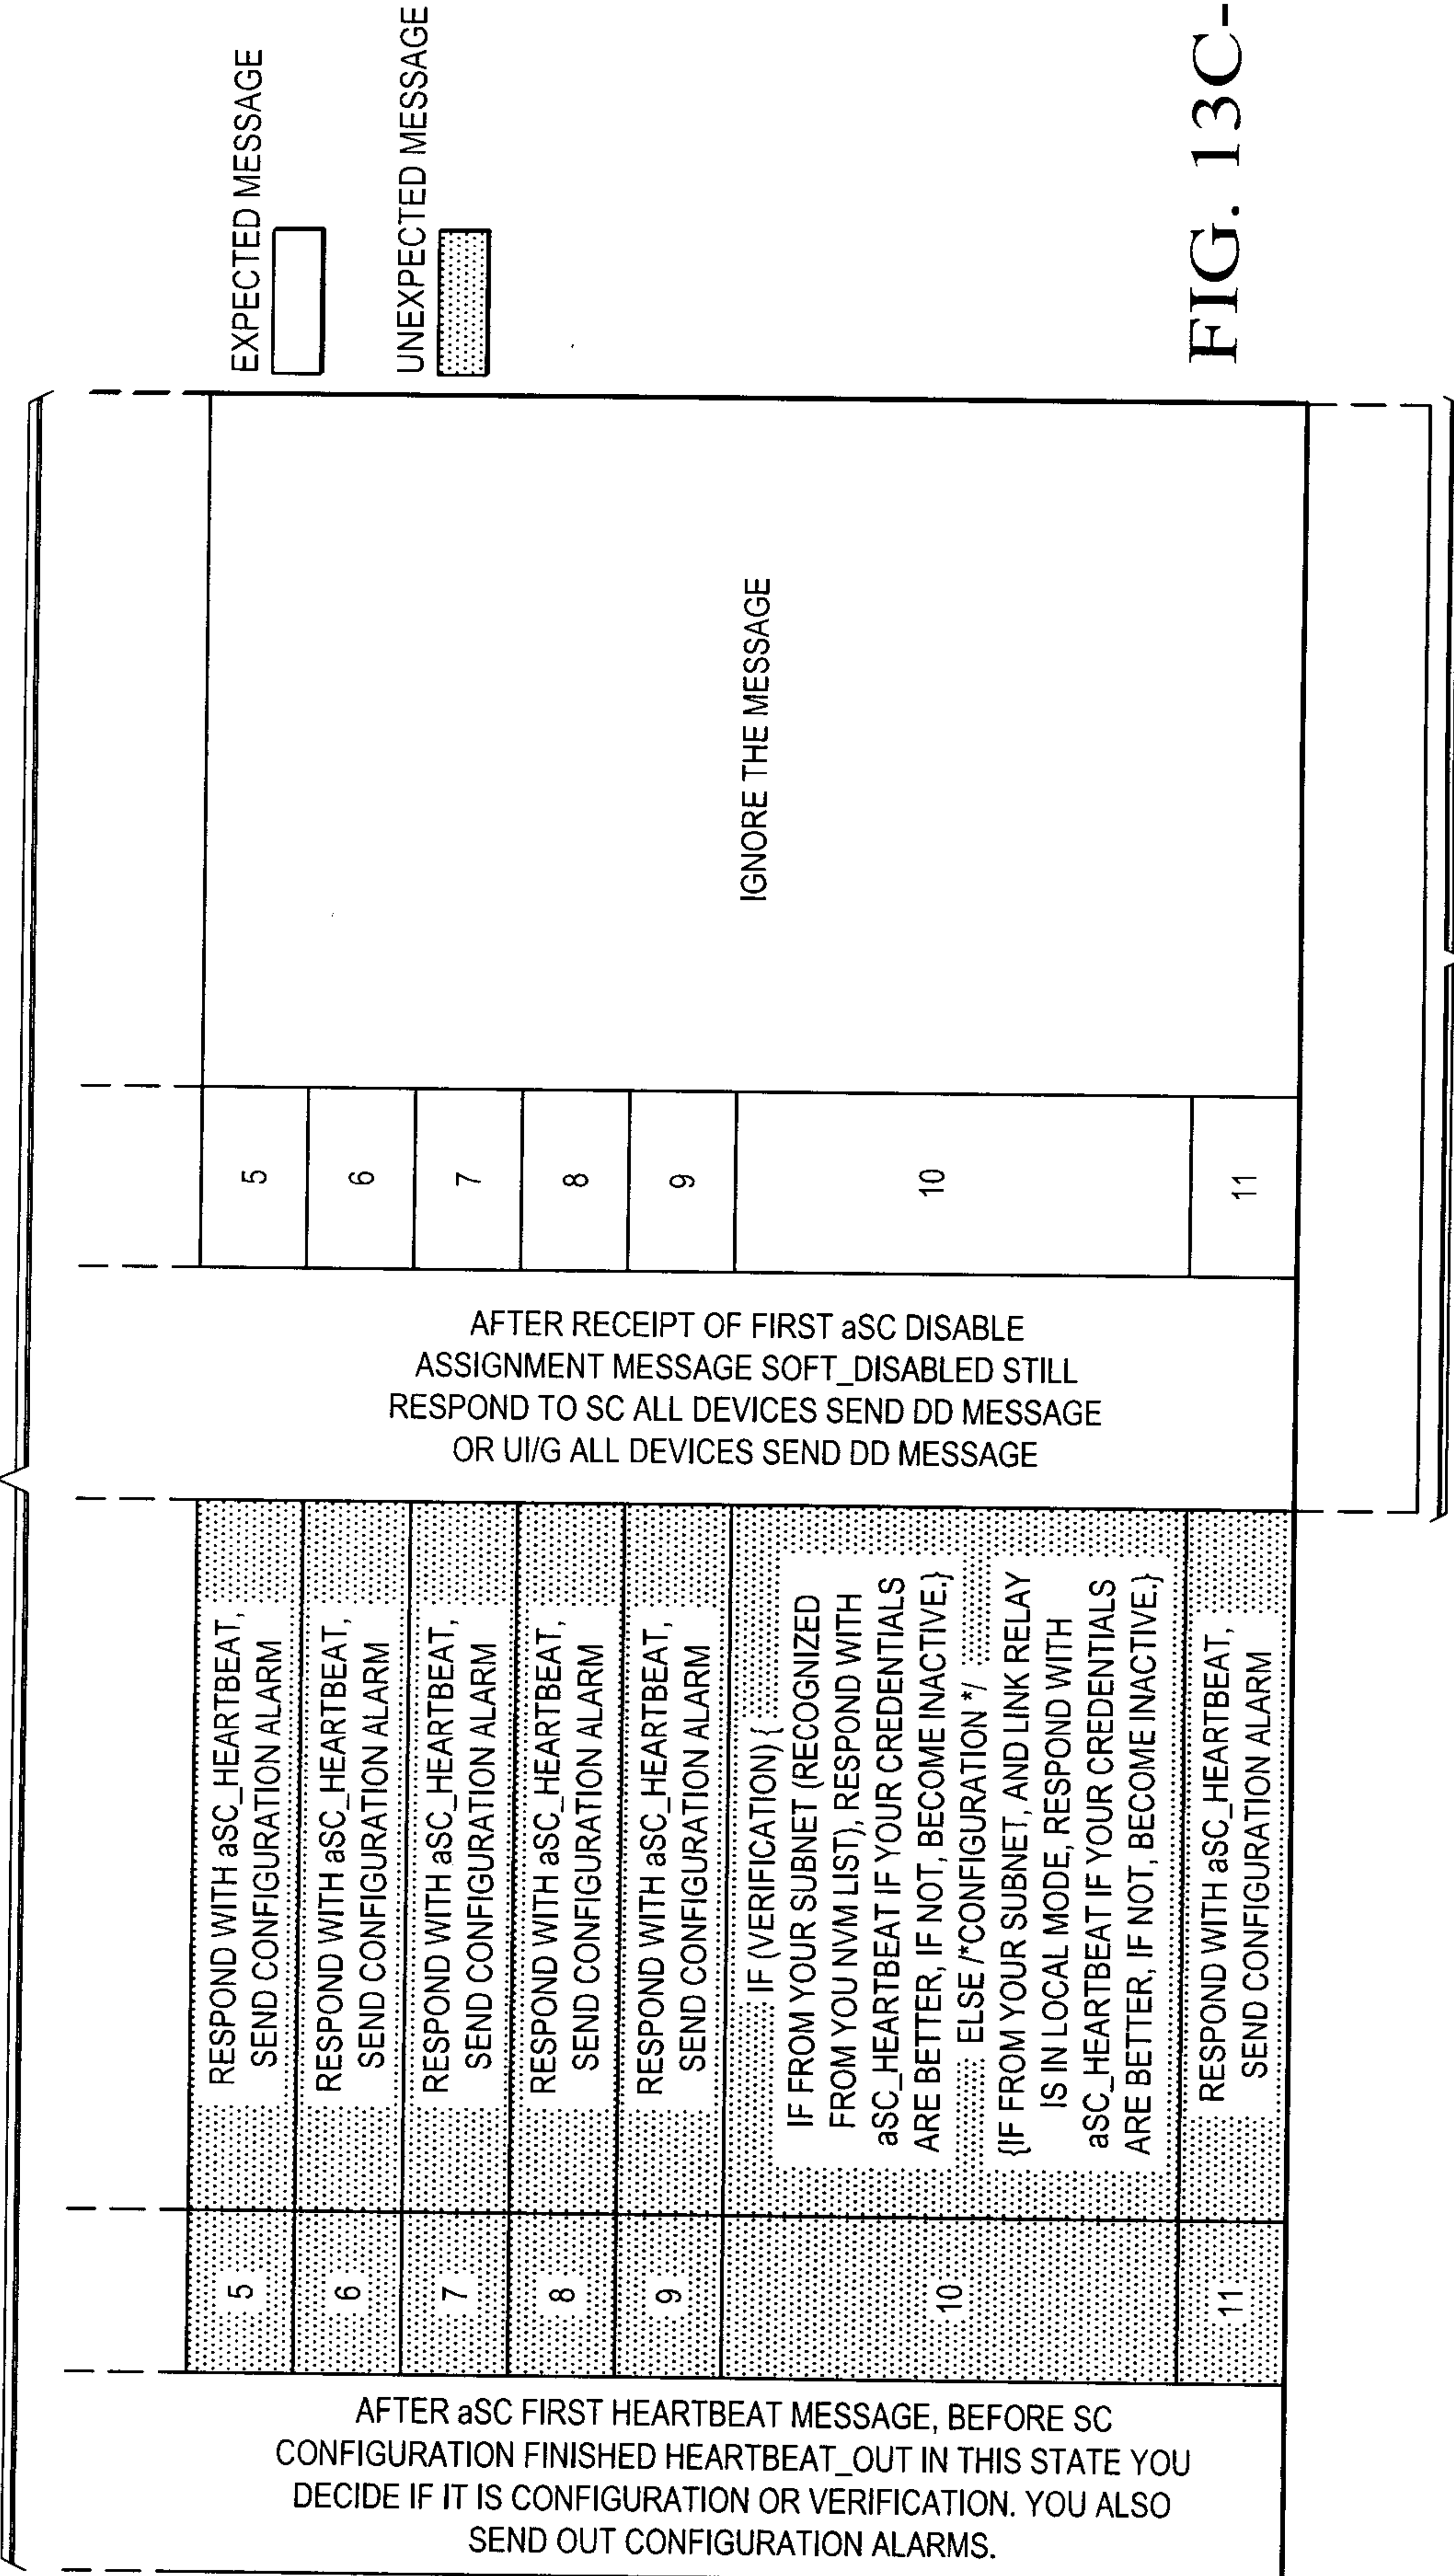 AFTER aSC FIRST HEARTBEAT MESSAGE, BEFORE SC
CONFIGURATION FINISHED HEARTBEAT_OUT IN THIS STATE YOU
DECIDE IF IT IS CONFIGURATION OR VERIFICATION. YOU ALSO
SEND OUT CONFIGURATION ALARMS.
5
RESPOND WITH aSC_HEARTBEAT,
SEND CONFIGURATION ALARM
6
RESPOND WITH aSC_HEARTBEAT,
SEND CONFIGURATION ALARM
7
RESPOND WITH aSC_HEARTBEAT,
SEND CONFIGURATION ALARM
8
RESPOND WITH aSC_HEARTBEAT,
SEND CONFIGURATION ALARM
9
RESPOND WITH aSC_HEARTBEAT,
SEND CONFIGURATION ALARM
10
IF (VERIFICATION) {
IF FROM YOUR SUBNET (RECOGNIZED
FROM YOU NVM LIST), RESPOND WITH
aSC_HEARTBEAT IF YOUR CREDENTIALS
ARE BETTER, IF NOT, BECOME INACTIVE.}
ELSE /*CONFIGURATION */
{IF FROM YOUR SUBNET, AND LINK RELAY
IS IN LOCAL MODE, RESPOND WITH
aSC_HEARTBEAT IF YOUR CREDENTIALS
ARE BETTER, IF NOT, BECOME INACTIVE.}
11
RESPOND WITH aSC_HEARTBEAT,
SEND CONFIGURATION ALARM
AFTER RECEIPT OF FIRST aSC DISABLE
ASSIGNMENT MESSAGE SOFT_DISABLED STILL
RESPOND TO SC ALL DEVICES SEND DD MESSAGE
OR UI/G ALL DEVICES SEND DD MESSAGE
5
6
7
8
9
10
11
IGNORE THE MESSAGE
EXPECTED MESSAGE
UNEXPECTED MESSAGE
FIG. 13C-